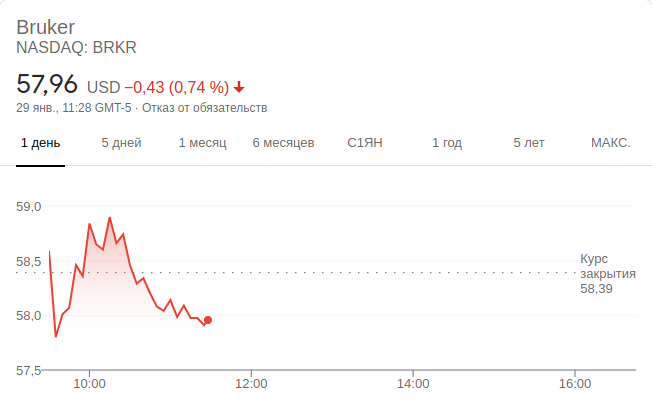 Bruker
NASDAQ: BRKR
57,96 USD −0,43 (0,74 %)
29 янв., 11:28 GMT-5 · Отказ от обязательств
1 день 5 дней 1 месяц 6 месяцев С1ЯН 1 год 5 лет МАКС.
59,0
58,5
Курс
закрытия
58,39
58,0
57,5
10:00 12:00 14:00 16:00